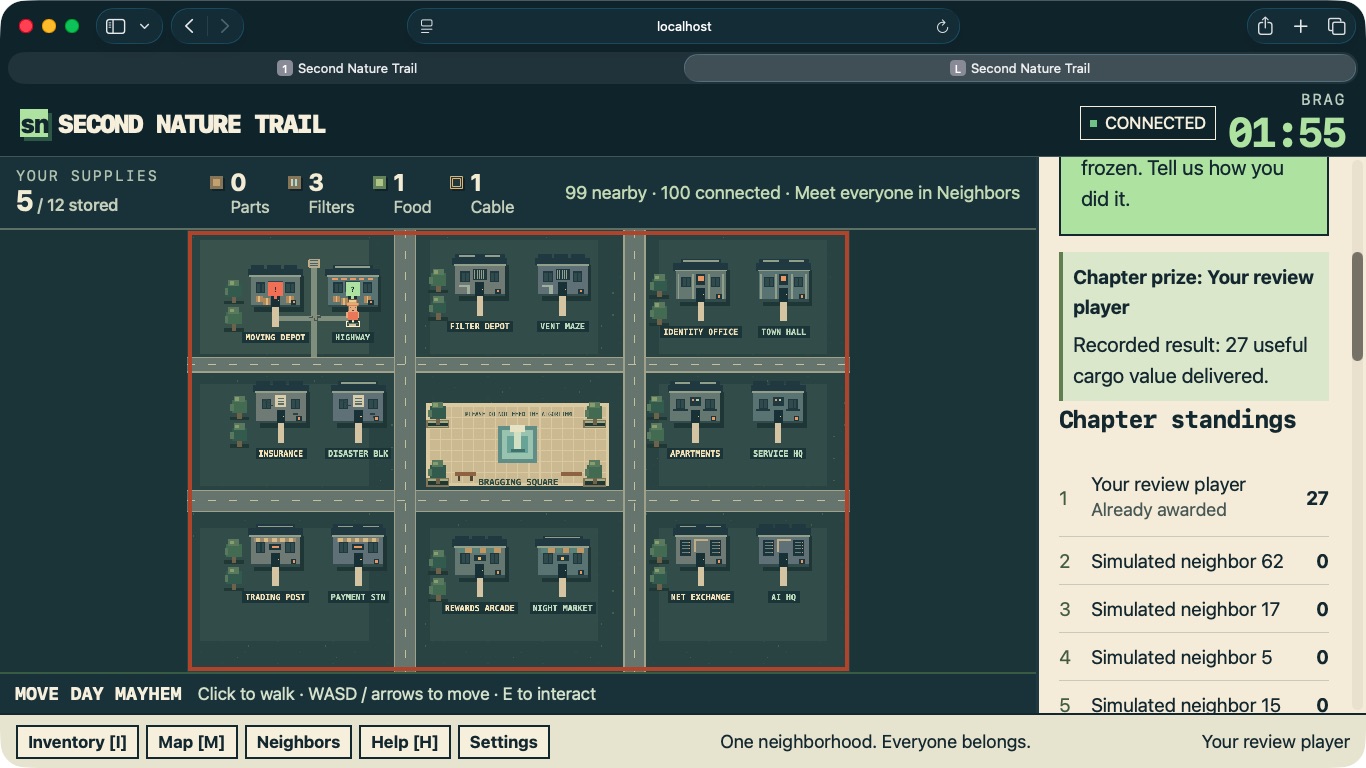 localhost
1 Second Nature Trail
L Second Nature Trail
sn SECOND NATURE TRAIL
CONNECTED
BRAG
01:55
YOUR SUPPLIES
5 / 12 stored
0 Parts
3 Filters
1 Food
1 Cable
99 nearby · 100 connected · Meet everyone in Neighbors
!
?
MOVING DEPOT
HIGHWAY
FILTER DEPOT
VENT MAZE
IDENTITY OFFICE
TOWN HALL
INSURANCE
DISASTER BLK
PLEASE DO NOT FEED THE ALGORITHM
BRAGGING SQUARE
APARTMENTS
SERVICE HQ
TRADING POST
PAYMENT STN
REWARDS ARCADE
NIGHT MARKET
NET EXCHANGE
AI HQ
MOVE DAY MAYHEM Click to walk · WASD / arrows to move · E to interact
frozen. Tell us how you
did it.
Chapter prize: Your review
player
Recorded result: 27 useful
cargo value delivered.
Chapter standings
1 Your review player 27
Already awarded
2 Simulated neighbor 62 0
3 Simulated neighbor 17 0
4 Simulated neighbor 5 0
5 Simulated neighbor 15 0
Inventory [I]
Map [M]
Neighbors
Help [H]
Settings
One neighborhood. Everyone belongs.
Your review player